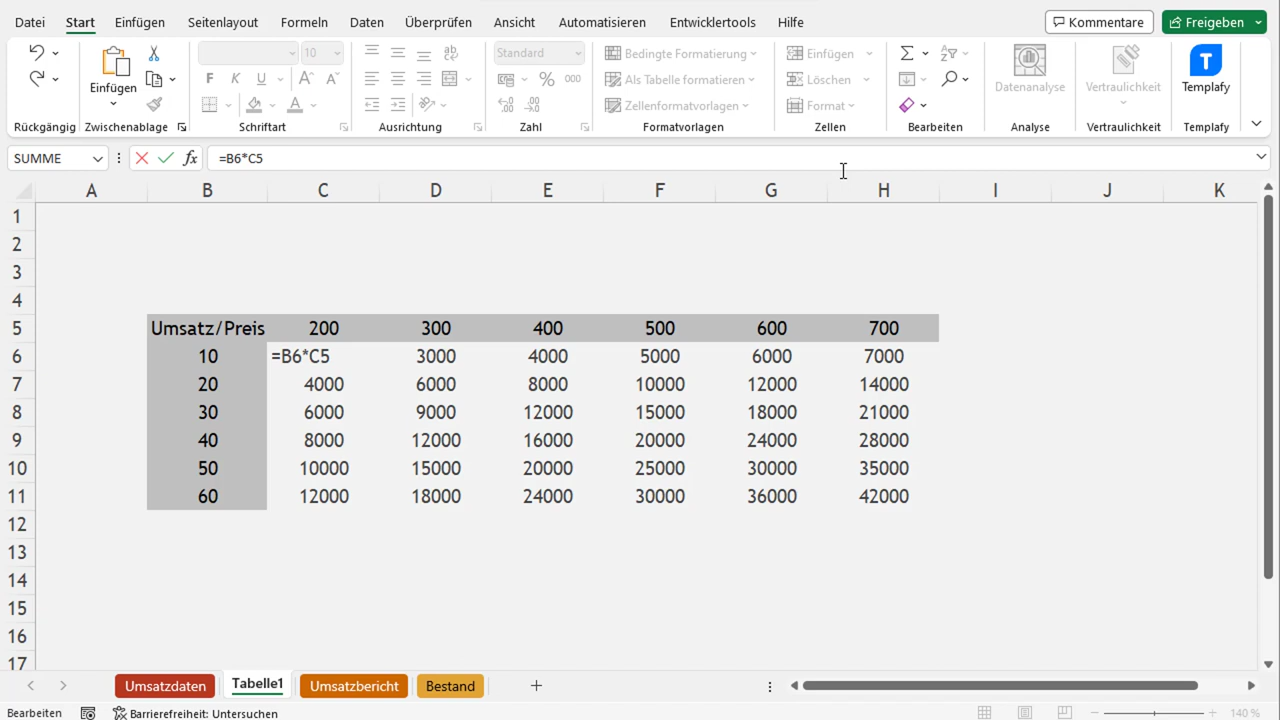 Datei Start Einfügen Seitenlayout Formeln Daten Überprüfen Ansicht Automatisieren Entwicklertools Hilfe Kommentare Freigeben
10 Standard Bedingte Formatierung Einfügen
Einfügen F K U Als Tabelle formatieren Löschen Datenanalyse Vertraulichkeit Templafy
Zellenformatvorlagen Format
Rückgängig Zwischenablage Schriftart Ausrichtung Zahl Formatvorlagen Zellen Bearbeiten Analyse Vertraulichkeit Templafy
SUMME fx =B6*C5
A B C D E F G H I J K
1
2
3
4
5 Umsatz/Preis 200 300 400 500 600 700
6 10 =B6*C5 3000 4000 5000 6000 7000
7 20 4000 6000 8000 10000 12000 14000
8 30 6000 9000 12000 15000 18000 21000
9 40 8000 12000 16000 20000 24000 28000
10 50 10000 15000 20000 25000 30000 35000
11 60 12000 18000 24000 30000 36000 42000
12
13
14
15
16
17
Umsatzdaten Tabelle1 Umsatzbericht Bestand
Bearbeiten Barrierefreiheit: Untersuchen 140 %